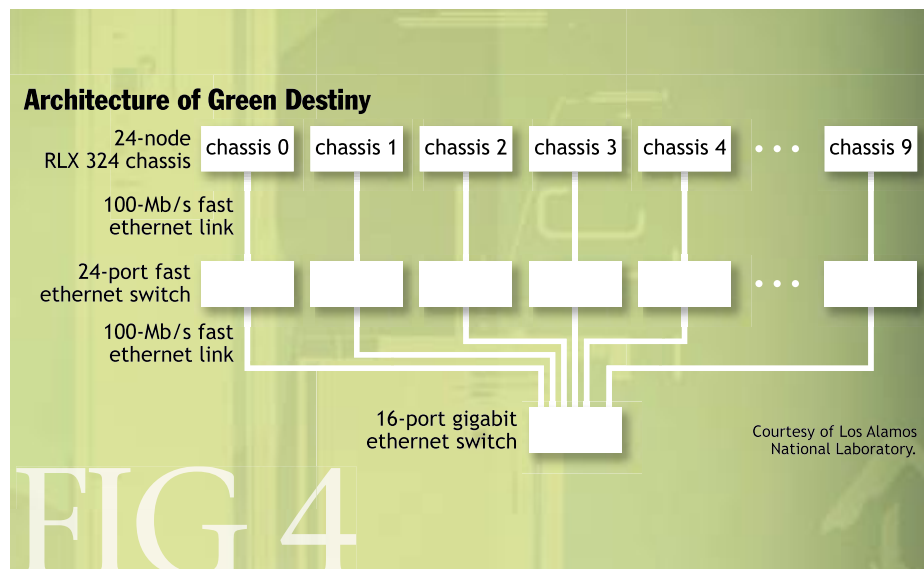 Architecture of Green Destiny
24-node
RLX 324 chassis
chassis 0
chassis 1
chassis 2
chassis 3
chassis 4
chassis 9
100-Mb/s fast
ethernet link
24-port fast
ethernet switch
100-Mb/s fast
ethernet link
16-port gigabit
ethernet switch
Courtesy of Los Alamos
National Laboratory.
FIG 4